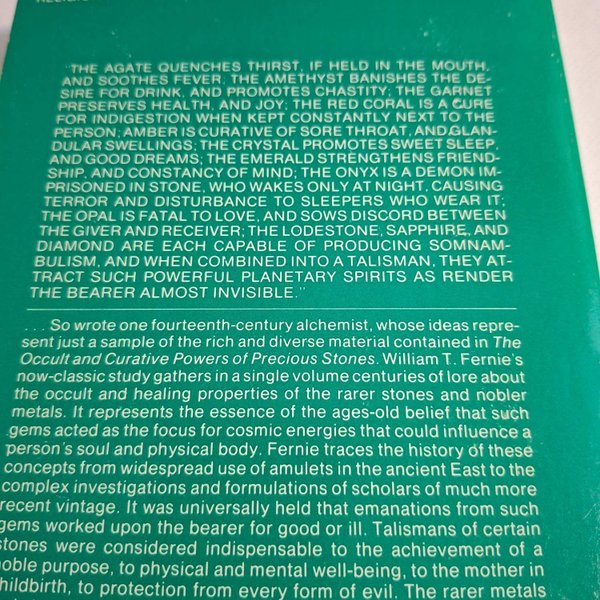 "THE AGATE QUENCHES THIRST, IF HELD IN THE MOUTH,
AND SOOTHES FEVER; THE AMETHYST BANISHES THE DE-
SIRE FOR DRINK, AND PROMOTES CHASTITY; THE GARNET
PRESERVES HEALTH, AND JOY; THE RED CORAL IS A CURE
FOR INDIGESTION WHEN KEPT CONSTANTLY NEXT TO THE
PERSON; AMBER IS CURATIVE OF SORE THROAT, AND GLAN-
DULAR SWELLINGS; THE CRYSTAL PROMOTES SWEET SLEEP,
AND GOOD DREAMS; THE EMERALD STRENGTHENS FRIEND-
SHIP, AND CONSTANCY OF MIND; THE ONYX IS A DEMON IM-
PRISONED IN STONE, WHO WAKES ONLY AT NIGHT, CAUSING
TERROR AND DISTURBANCE TO SLEEPERS WHO WEAR IT;
THE OPAL IS FATAL TO LOVE, AND SOWS DISCORD BETWEEN
THE GIVER AND RECEIVER; THE LODESTONE, SAPPHIRE, AND
DIAMOND ARE EACH CAPABLE OF PRODUCING SOMNAM-
BULISM, AND WHEN COMBINED INTO A TALISMAN, THEY AT-
TRACT SUCH POWERFUL PLANETARY SPIRITS AS RENDER
THE BEARER ALMOST INVISIBLE."
. . . So wrote one fourteenth-century alchemist, whose ideas repre-
sent just a sample of the rich and diverse material contained in The
Occult and Curative Powers of Precious Stones. William T. Fernie's
now-classic study gathers in a single volume centuries of lore about
the occult and healing properties of the rarer stones and nobler
metals. It represents the essence of the ages-old belief that such
gems acted as the focus for cosmic energies that could influence a
person's soul and physical body. Fernie traces the history of these
concepts from widespread use of amulets in the ancient East to the
complex investigations and formulations of scholars of much more
recent vintage. It was universally held that emanations from such
gems worked upon the bearer for good or ill. Talismans of certain
stones were considered indispensable to the achievement of a
noble purpose, to physical and mental well-being, to the mother in
childbirth, to protection from every form of evil. The rarer metals